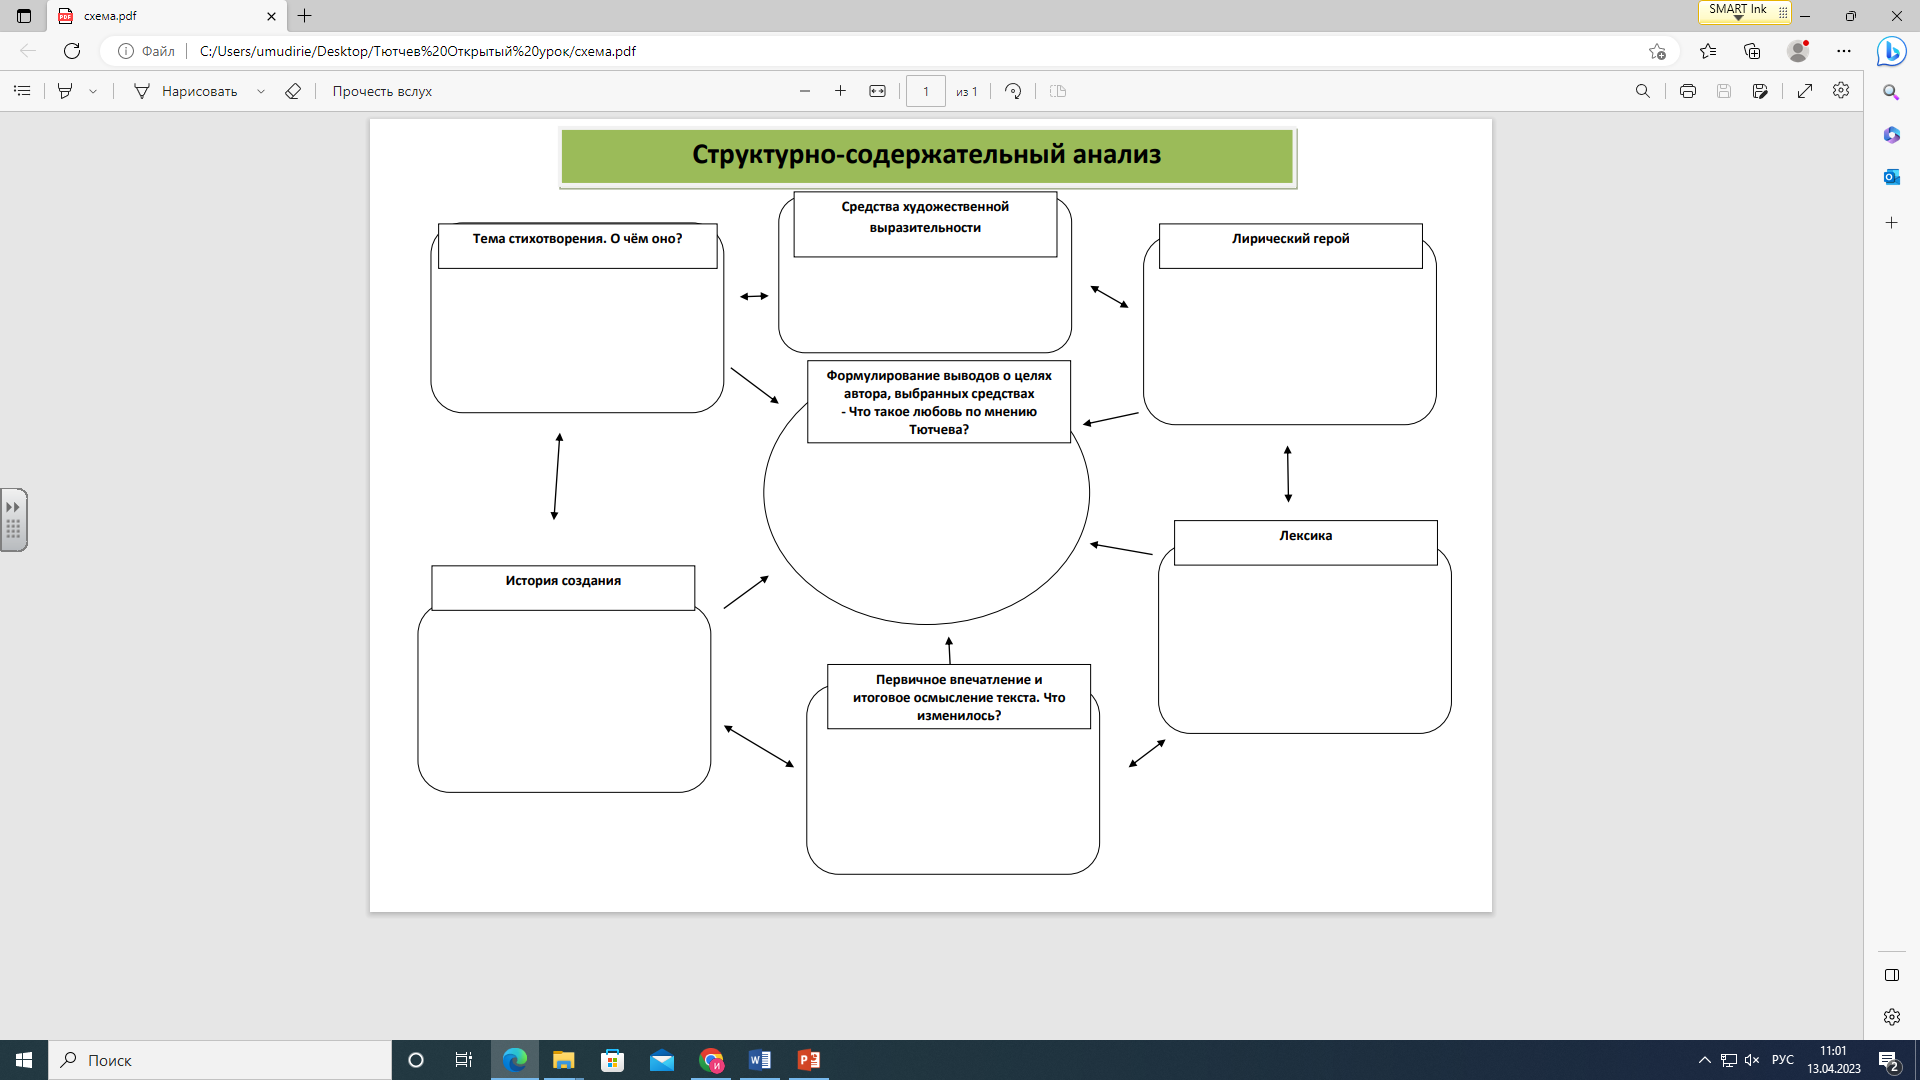 схема.pdf
SMART Ink
Файл
C:/Users/umudirie/Desktop/Тютчев%20Открытый%20урок/схема.pdf
Нарисовать
Прочесть вслух
1
из 1
Структурно-содержательный анализ
Средства художественной
выразительности
Тема стихотворения. О чём оно?
Лирический герой
Формулирование выводов о целях
автора, выбранных средствах
- Что такое любовь по мнению
Тютчева?
Лексика
История создания
Первичное впечатление и
итоговое осмысление текста. Что
изменилось?
Поиск
РУС
11:01
13.04.2023
2